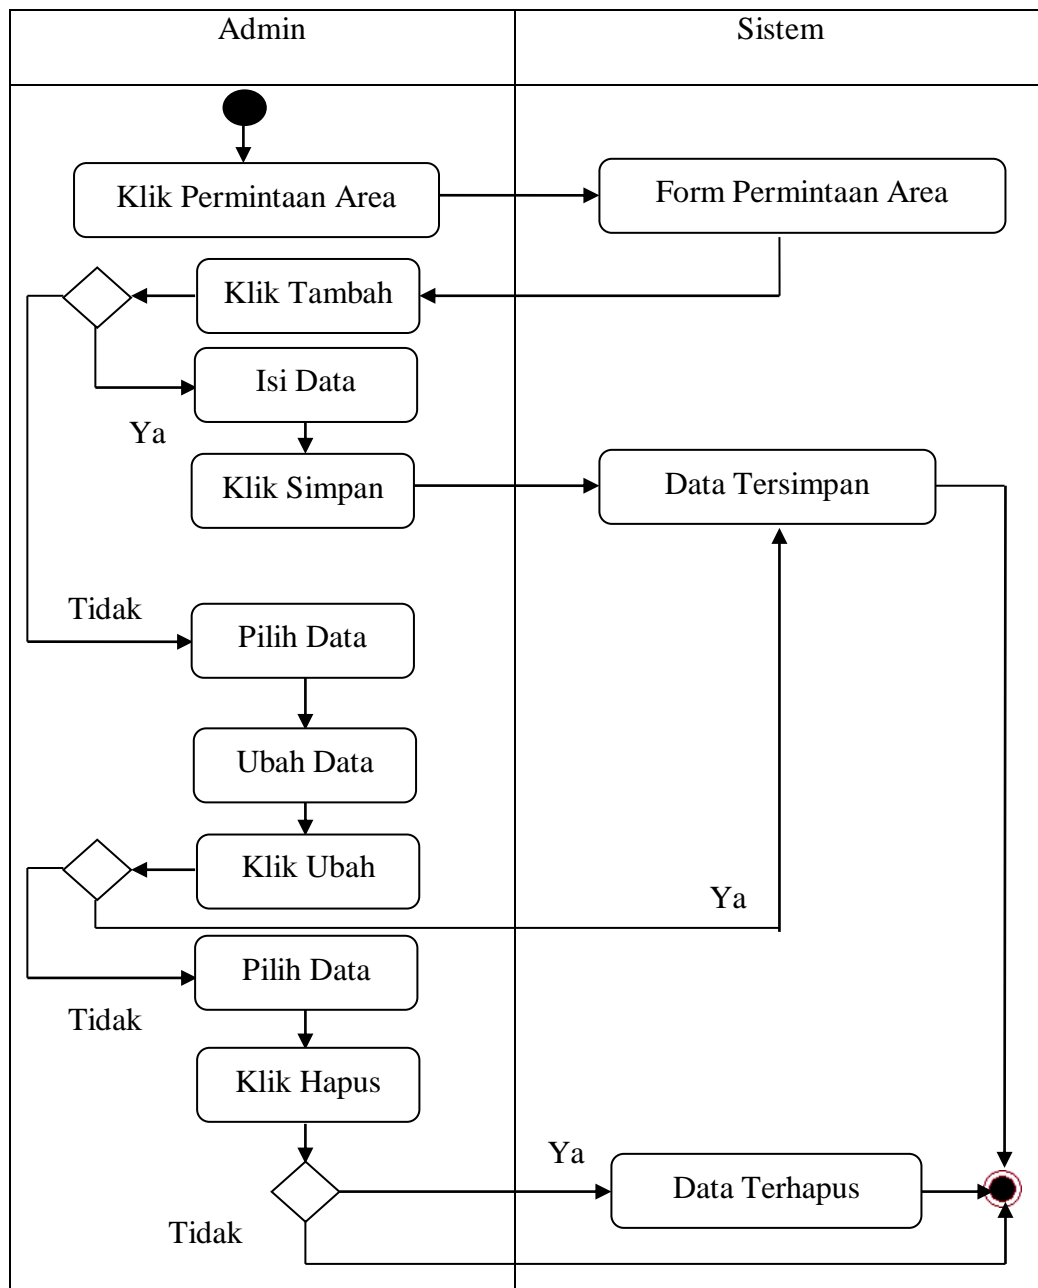 Admin
Sistem
Klik Permintaan Area
Form Permintaan Area
Klik Tambah
Isi Data
Ya
Klik Simpan
Data Tersimpan
Tidak
Pilih Data
Ubah Data
Klik Ubah
Ya
Pilih Data
Tidak
Klik Hapus
Ya
Data Terhapus
Tidak